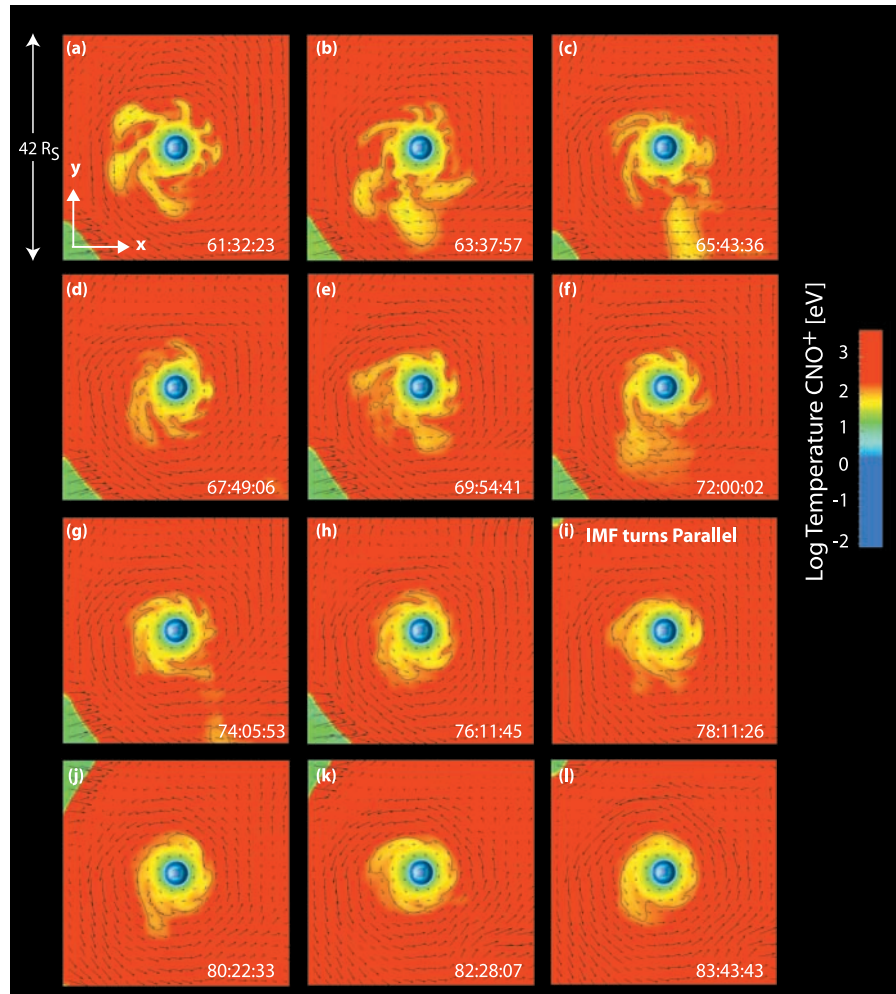 (a)
(b)
(c)
42 R_S
y
x
61:32:23
63:37:57
65:43:36
(d)
(e)
(f)
67:49:06
69:54:41
72:00:02
Log Temperature CNO⁺ [eV]
3
2
1
0
-1
-2
(g)
(h)
(i) IMF turns Parallel
74:05:53
76:11:45
78:11:26
(j)
(k)
(l)
80:22:33
82:28:07
83:43:43